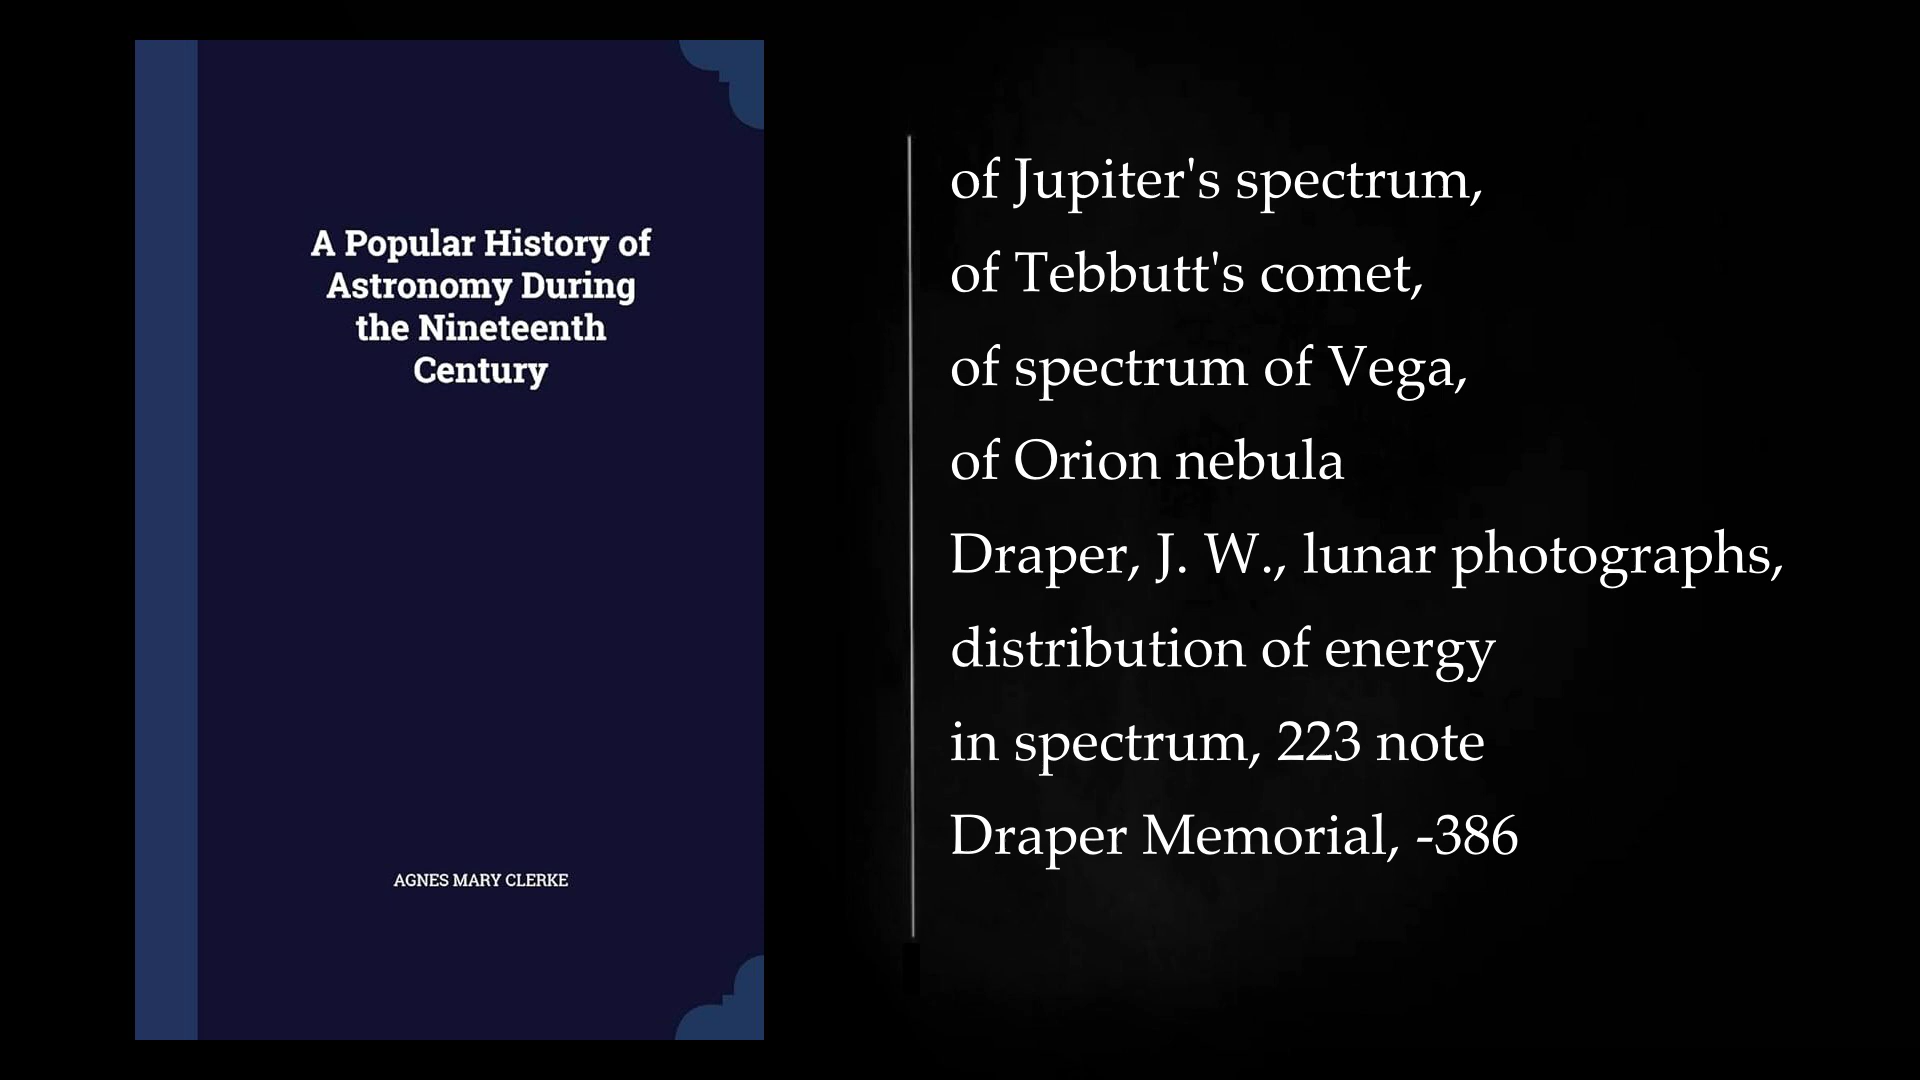 A Popular History of
Astronomy During
the Nineteenth
Century
AGNES MARY CLERKE
of Jupiter's spectrum,
of Tebbutt's comet,
of spectrum of Vega,
of Orion nebula
Draper, J. W., lunar photographs,
distribution of energy
in spectrum, 223 note
Draper Memorial, -386